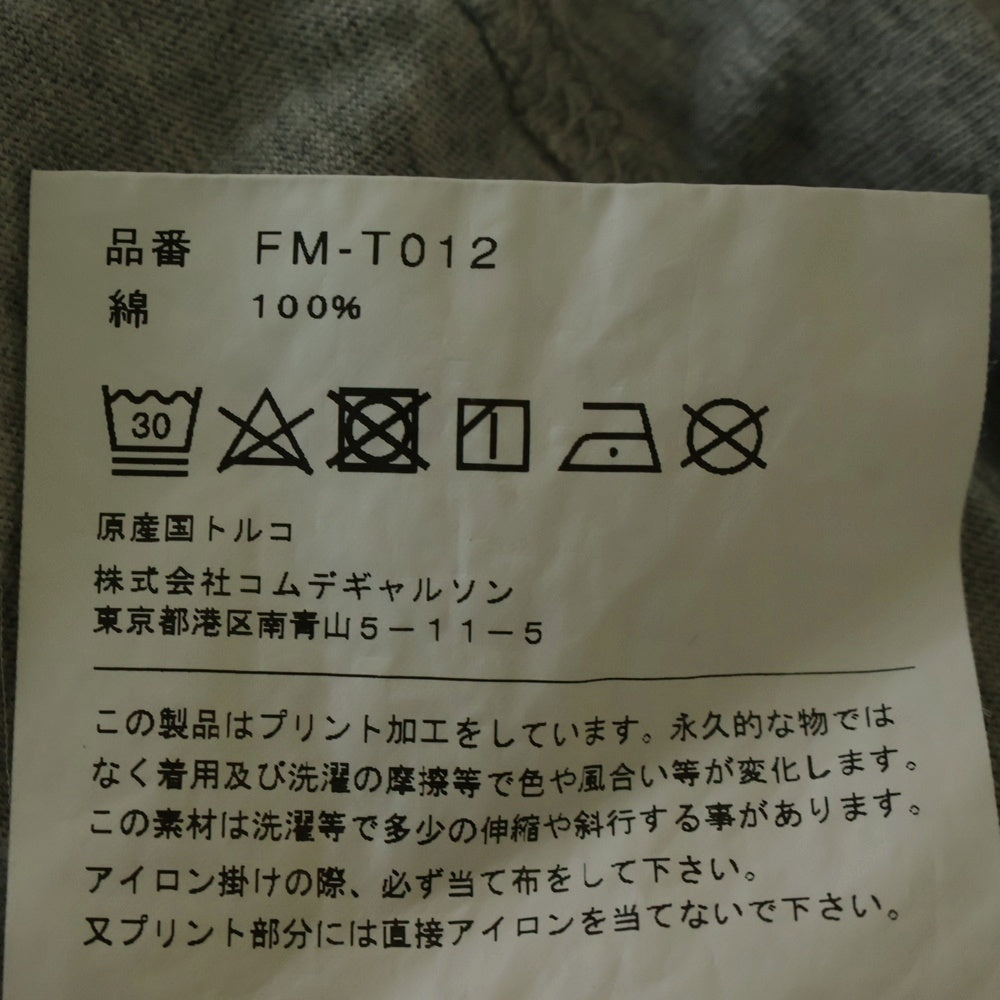 品番 FM-T012
綿 100%
30
原産国トルコ
株式会社コムデギャルソン
東京都港区南青山5-11-5
この製品はプリント加工をしています。永久的な物では
なく着用及び洗濯の摩擦等で色や風合い等が変化します。
この素材は洗濯等で多少の伸縮や斜行する事があります。
アイロン掛けの際、必ず当て布をして下さい。
又プリント部分には直接アイロンを当てないで下さい。